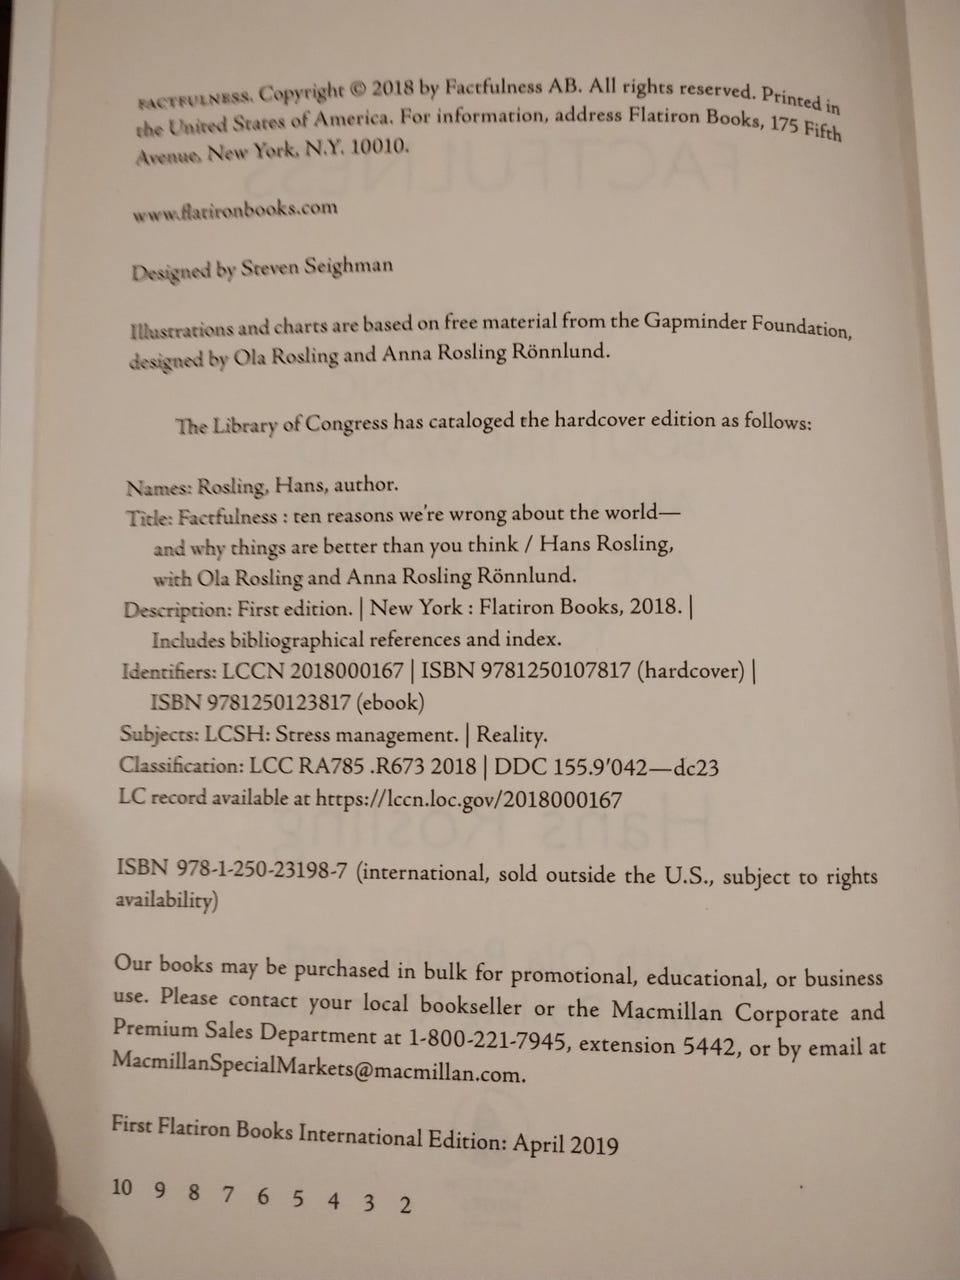 FACTFULNESS. Copyright © 2018 by Factfulness AB. All rights reserved. Printed in
the United States of America. For information, address Flatiron Books, 175 Fifth
Avenue, New York, N.Y. 10010.
www.flatironbooks.com
Designed by Steven Seighman
Illustrations and charts are based on free material from the Gapminder Foundation,
designed by Ola Rosling and Anna Rosling Rönnlund.
The Library of Congress has cataloged the hardcover edition as follows:
Names: Rosling, Hans, author.
Title: Factfulness : ten reasons we're wrong about the world—
and why things are better than you think / Hans Rosling,
with Ola Rosling and Anna Rosling Rönnlund.
Description: First edition. | New York : Flatiron Books, 2018. |
Includes bibliographical references and index.
Identifiers: LCCN 2018000167 | ISBN 9781250107817 (hardcover) |
ISBN 9781250123817 (ebook)
Subjects: LCSH: Stress management. | Reality.
Classification: LCC RA785 .R673 2018 | DDC 155.9'042—dc23
LC record available at https://lccn.loc.gov/2018000167
ISBN 978-1-250-23198-7 (international, sold outside the U.S., subject to rights
availability)
Our books may be purchased in bulk for promotional, educational, or business
use. Please contact your local bookseller or the Macmillan Corporate and
Premium Sales Department at 1-800-221-7945, extension 5442, or by email at
MacmillanSpecialMarkets@macmillan.com.
First Flatiron Books International Edition: April 2019
10 9 8 7 6 5 4 3 2